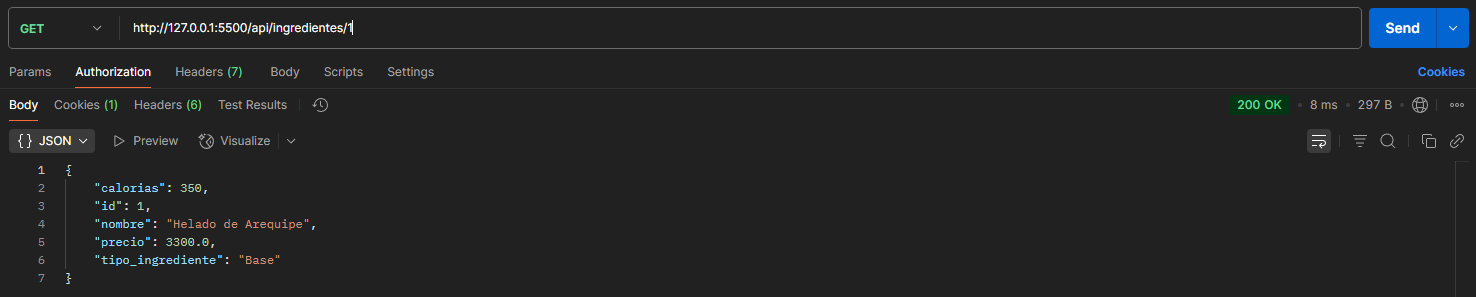 GET http://127.0.0.1:5500/api/ingredientes/1 Send
Params Authorization Headers (7) Body Scripts Settings Cookies
Body Cookies (1) Headers (6) Test Results 200 OK • 8 ms • 297 B
{} JSON Preview Visualize
1 {
2 "calorias": 350,
3 "id": 1,
4 "nombre": "Helado de Arequipe",
5 "precio": 3300.0,
6 "tipo_ingrediente": "Base"
7 }